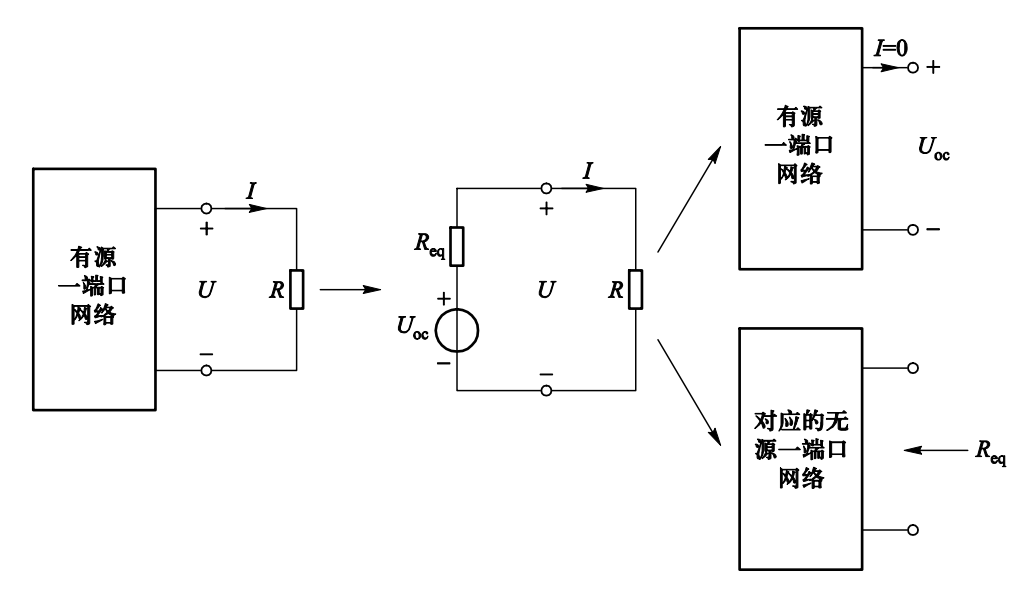 有源
一端口
网络
I
+
U
R
−
R_eq
+
U_oc
−
I
+
U
R
−
有源
一端口
网络
I=0
+
U_oc
−
对应的无
源一端口
网络
R_eq